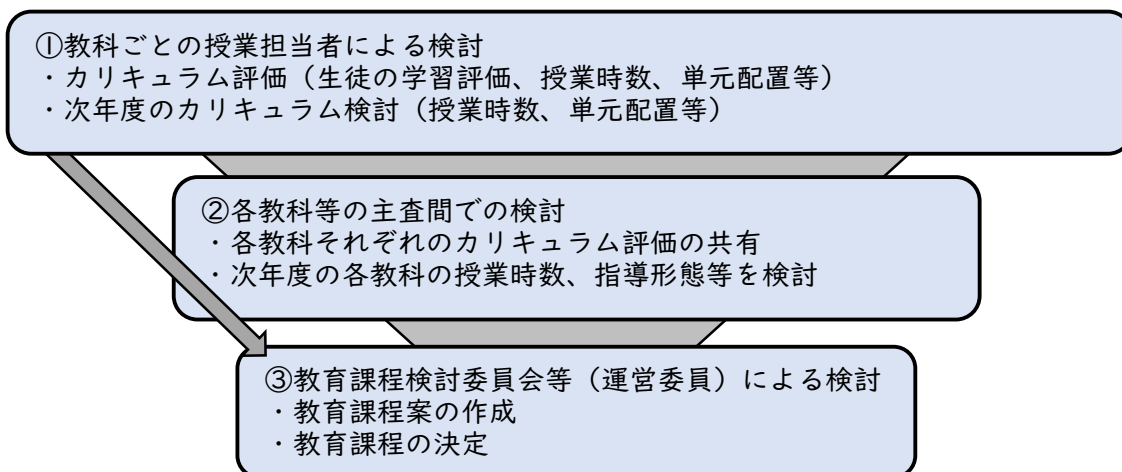 ①教科ごとの授業担当者による検討
・カリキュラム評価（生徒の学習評価、授業時数、単元配置等）
・次年度のカリキュラム検討（授業時数、単元配置等）
②各教科等の主査間での検討
・各教科それぞれのカリキュラム評価の共有
・次年度の各教科の授業時数、指導形態等を検討
③教育課程検討委員会等（運営委員）による検討
・教育課程案の作成
・教育課程の決定